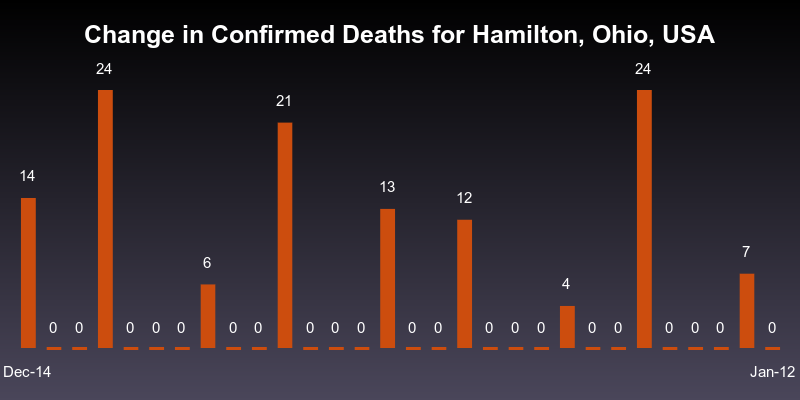 Change in Confirmed Deaths for Hamilton, Ohio, USA
14 0 0 24 0 0 0 6 0 0 21 0 0 0 13 0 0 12 0 0 0 4 0 0 24 0 0 0 7 0
Dec-14 Jan-12